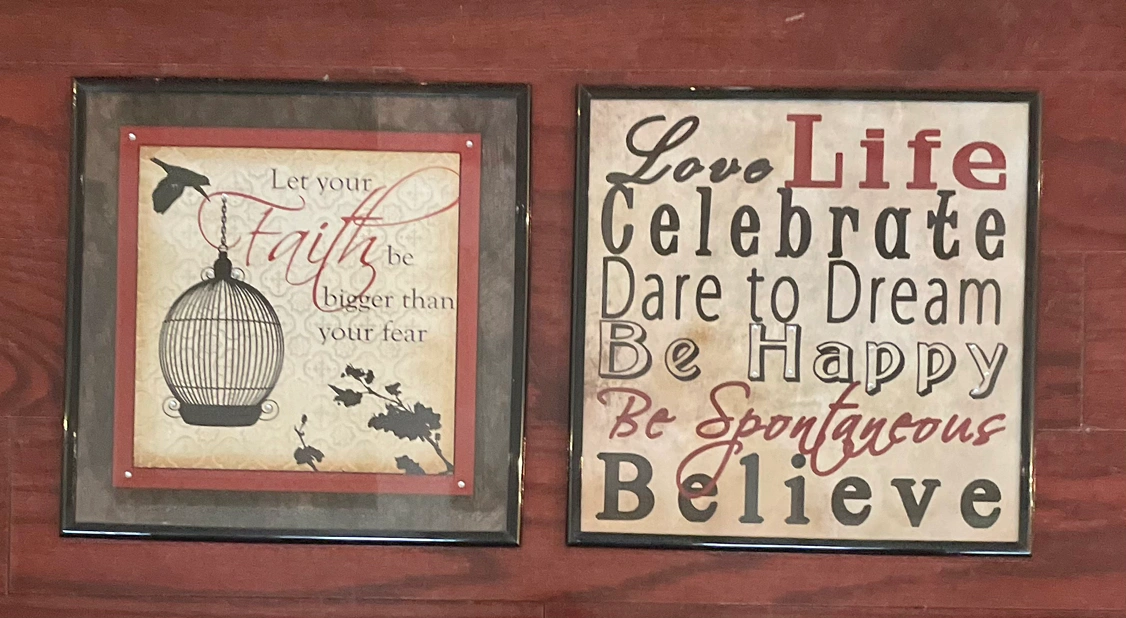 Let your
Faith be
bigger than
your fear
Love Life
Celebrate
Dare to Dream
Be Happy
Be Spontaneous
Believe